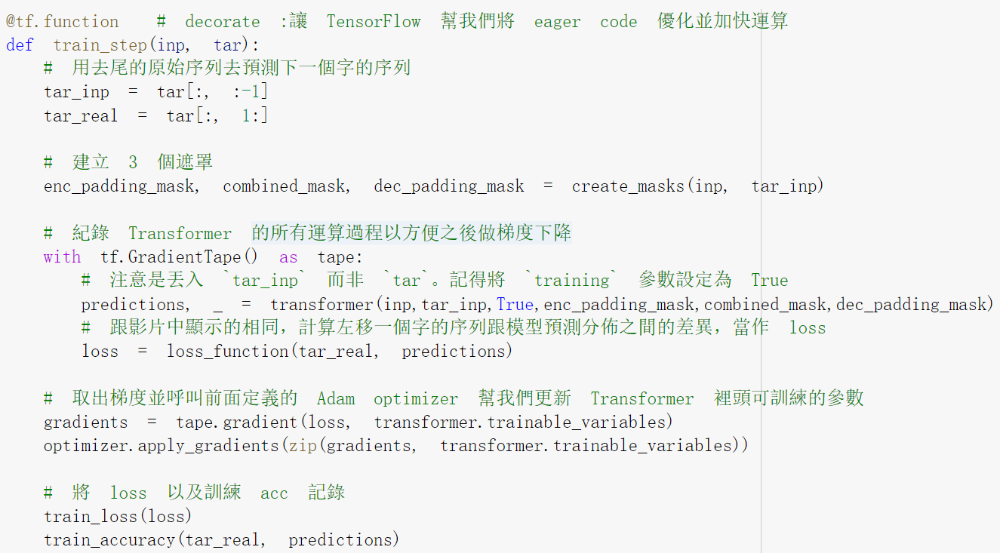 @tf.function    #  decorate  :讓  TensorFlow  幫我們將  eager  code  優化並加快運算
def  train_step(inp,  tar):
    #  用去尾的原始序列去預測下一個字的序列
    tar_inp  =  tar[:,  :-1]
    tar_real  =  tar[:,  1:]

    #  建立  3  個遮罩
    enc_padding_mask,  combined_mask,  dec_padding_mask  =  create_masks(inp,  tar_inp)

    #  紀錄  Transformer  的所有運算過程以方便之後做梯度下降
    with  tf.GradientTape()  as  tape:
        #  注意是丟入  `tar_inp`  而非  `tar`。記得將  `training`  參數設定為  True
        predictions,  _  =  transformer(inp,tar_inp,True,enc_padding_mask,combined_mask,dec_padding_mask)
        #  跟影片中顯示的相同，計算左移一個字的序列跟模型預測分佈之間的差異，當作  loss
        loss  =  loss_function(tar_real,  predictions)

    #  取出梯度並呼叫前面定義的  Adam  optimizer  幫我們更新  Transformer  裡頭可訓練的參數
    gradients  =  tape.gradient(loss,  transformer.trainable_variables)
    optimizer.apply_gradients(zip(gradients,  transformer.trainable_variables))

    #  將  loss  以及訓練  acc  記錄
    train_loss(loss)
    train_accuracy(tar_real,  predictions)